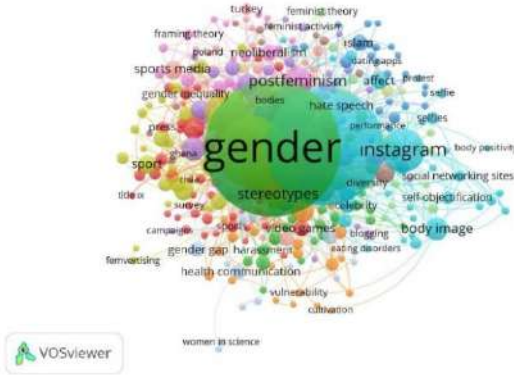 turkey
feminist theory
framing theory
feminist activism
poland
neoliberalism
islam
sports media
dating apps
postfeminism
affect
protest
gender inequality
bodies
hate speech
selfie
press
performance
selfies
ghana
gender
instagram
body positivity
sport
china
diversity
social networking sites
title ix
stereotypes
self-objectification
survey
celebrity
campaign
sports
video games
blogging
body image
femvertising
gender gap
harassment
eating disorders
health communication
vulnerability
cultivation
women in science
VOSviewer